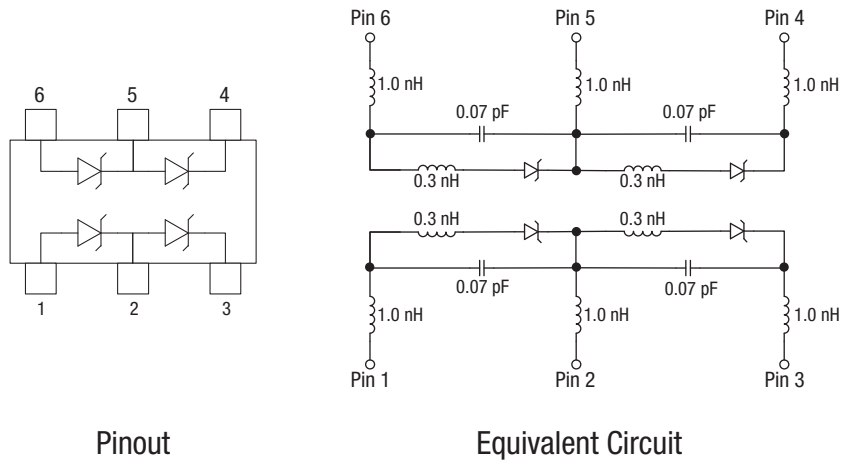 6 5 4
1 2 3
Pinout
Pin 6 Pin 5 Pin 4
1.0 nH 1.0 nH 1.0 nH
0.07 pF 0.07 pF
0.3 nH 0.3 nH
0.3 nH 0.3 nH
0.07 pF 0.07 pF
1.0 nH 1.0 nH 1.0 nH
Pin 1 Pin 2 Pin 3
Equivalent Circuit